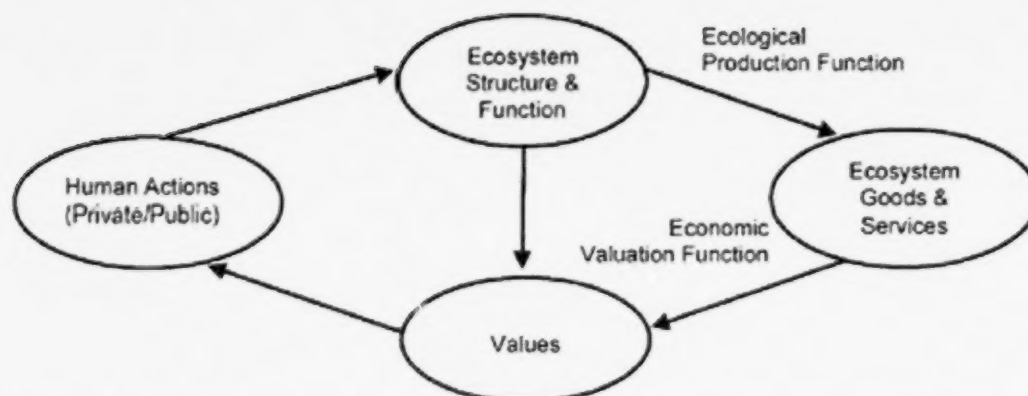 Ecosystem
Structure &
Function
Ecological
Production Function
Human Actions
(Private/Public)
Ecosystem
Goods &
Services
Economic
Valuation Function
Values